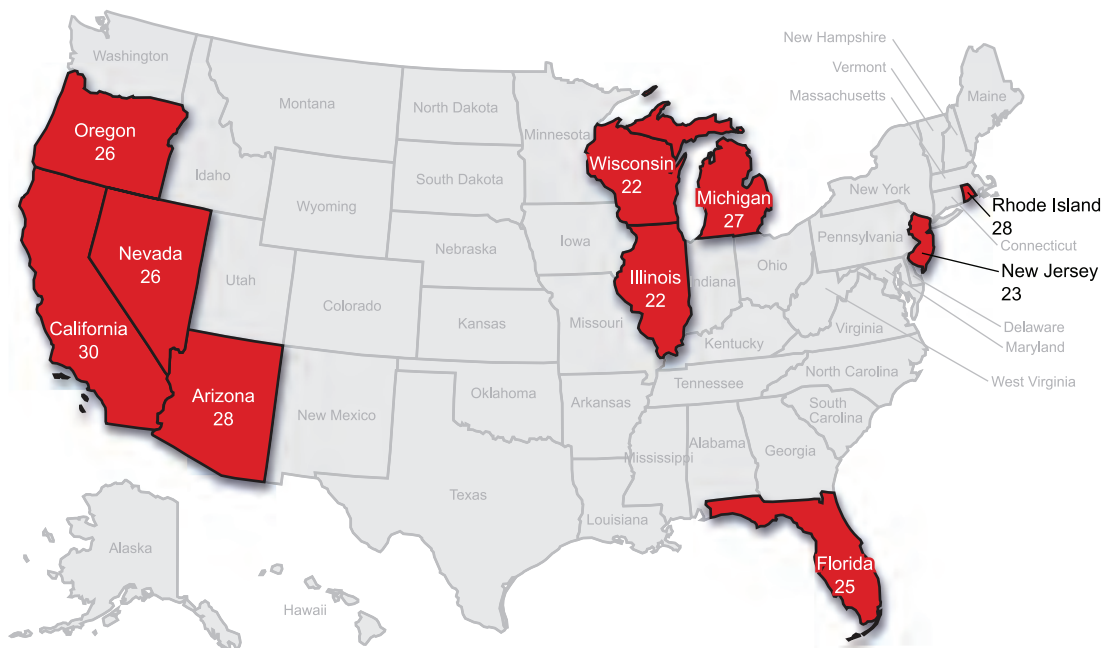 New Hampshire
Washington
Vermont
Massachusetts
Maine
Montana
North Dakota
Minnesota
Oregon
26
Wisconsin
22
Idaho
South Dakota
Michigan
27
New York
Rhode Island
28
Wyoming
Connecticut
Pennsylvania
Iowa
Nebraska
Nevada
26
Illinois
22
Ohio
Indiana
New Jersey
23
Utah
Colorado
California
30
Kansas
Missouri
Delaware
Virginia
Maryland
Kentucky
West Virginia
North Carolina
Tennessee
Arizona
28
New Mexico
Oklahoma
Arkansas
South
Carolina
Mississippi
Alabama
Georgia
Texas
Louisiana
Alaska
Florida
25
Hawaii